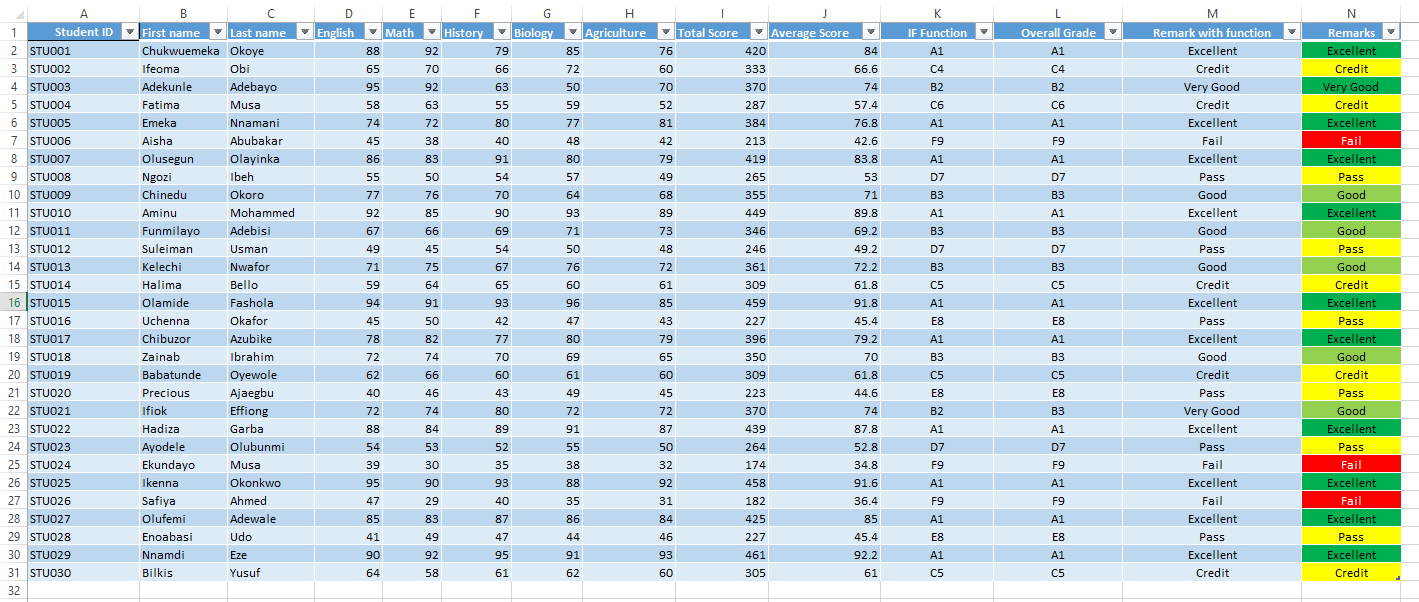 A B C D E F G H I J K L M N
1 Student ID First name Last name English Math History Biology Agriculture Total Score Average Score IF Function Overall Grade Remark with function Remarks
2 STU001 Chukwuemeka Okoye 88 92 79 85 76 420 84 A1 A1 Excellent Excellent
3 STU002 Ifeoma Obi 65 70 66 72 60 333 66.6 C4 C4 Credit Credit
4 STU003 Adekunle Adebayo 95 92 63 50 70 370 74 B2 B2 Very Good Very Good
5 STU004 Fatima Musa 58 63 55 59 52 287 57.4 C6 C6 Credit Credit
6 STU005 Emeka Nnamani 74 72 80 77 81 384 76.8 A1 A1 Excellent Excellent
7 STU006 Aisha Abubakar 45 38 40 48 42 213 42.6 F9 F9 Fail Fail
8 STU007 Olusegun Olayinka 86 83 91 80 79 419 83.8 A1 A1 Excellent Excellent
9 STU008 Ngozi Ibeh 55 50 54 57 49 265 53 D7 D7 Pass Pass
10 STU009 Chinedu Okoro 77 76 70 64 68 355 71 B3 B3 Good Good
11 STU010 Aminu Mohammed 92 85 90 93 89 449 89.8 A1 A1 Excellent Excellent
12 STU011 Funmilayo Adebisi 67 66 69 71 73 346 69.2 B3 B3 Good Good
13 STU012 Suleiman Usman 49 45 54 50 48 246 49.2 D7 D7 Pass Pass
14 STU013 Kelechi Nwafor 71 75 67 76 72 361 72.2 B3 B3 Good Good
15 STU014 Halima Bello 59 64 65 60 61 309 61.8 C5 C5 Credit Credit
16 STU015 Olamide Fashola 94 91 93 96 85 459 91.8 A1 A1 Excellent Excellent
17 STU016 Uchenna Okafor 45 50 42 47 43 227 45.4 E8 E8 Pass Pass
18 STU017 Chibuzor Azubike 78 82 77 80 79 396 79.2 A1 A1 Excellent Excellent
19 STU018 Zainab Ibrahim 72 74 70 69 65 350 70 B3 B3 Good Good
20 STU019 Babatunde Oyewole 62 66 60 61 60 309 61.8 C5 C5 Credit Credit
21 STU020 Precious Ajaegbu 40 46 43 49 45 223 44.6 E8 E8 Pass Pass
22 STU021 Ifiok Effiong 72 74 80 72 72 370 74 B2 B3 Very Good Good
23 STU022 Hadiza Garba 88 84 89 91 87 439 87.8 A1 A1 Excellent Excellent
24 STU023 Ayodele Olubunmi 54 53 52 55 50 264 52.8 D7 D7 Pass Pass
25 STU024 Ekundayo Musa 39 30 35 38 32 174 34.8 F9 F9 Fail Fail
26 STU025 Ikenna Okonkwo 95 90 93 88 92 458 91.6 A1 A1 Excellent Excellent
27 STU026 Safiya Ahmed 47 29 40 35 31 182 36.4 F9 F9 Fail Fail
28 STU027 Olufemi Adewale 85 83 87 86 84 425 85 A1 A1 Excellent Excellent
29 STU028 Enoabasi Udo 41 49 47 44 46 227 45.4 E8 E8 Pass Pass
30 STU029 Nnamdi Eze 90 92 95 91 93 461 92.2 A1 A1 Excellent Excellent
31 STU030 Bilkis Yusuf 64 58 61 62 60 305 61 C5 C5 Credit Credit
32